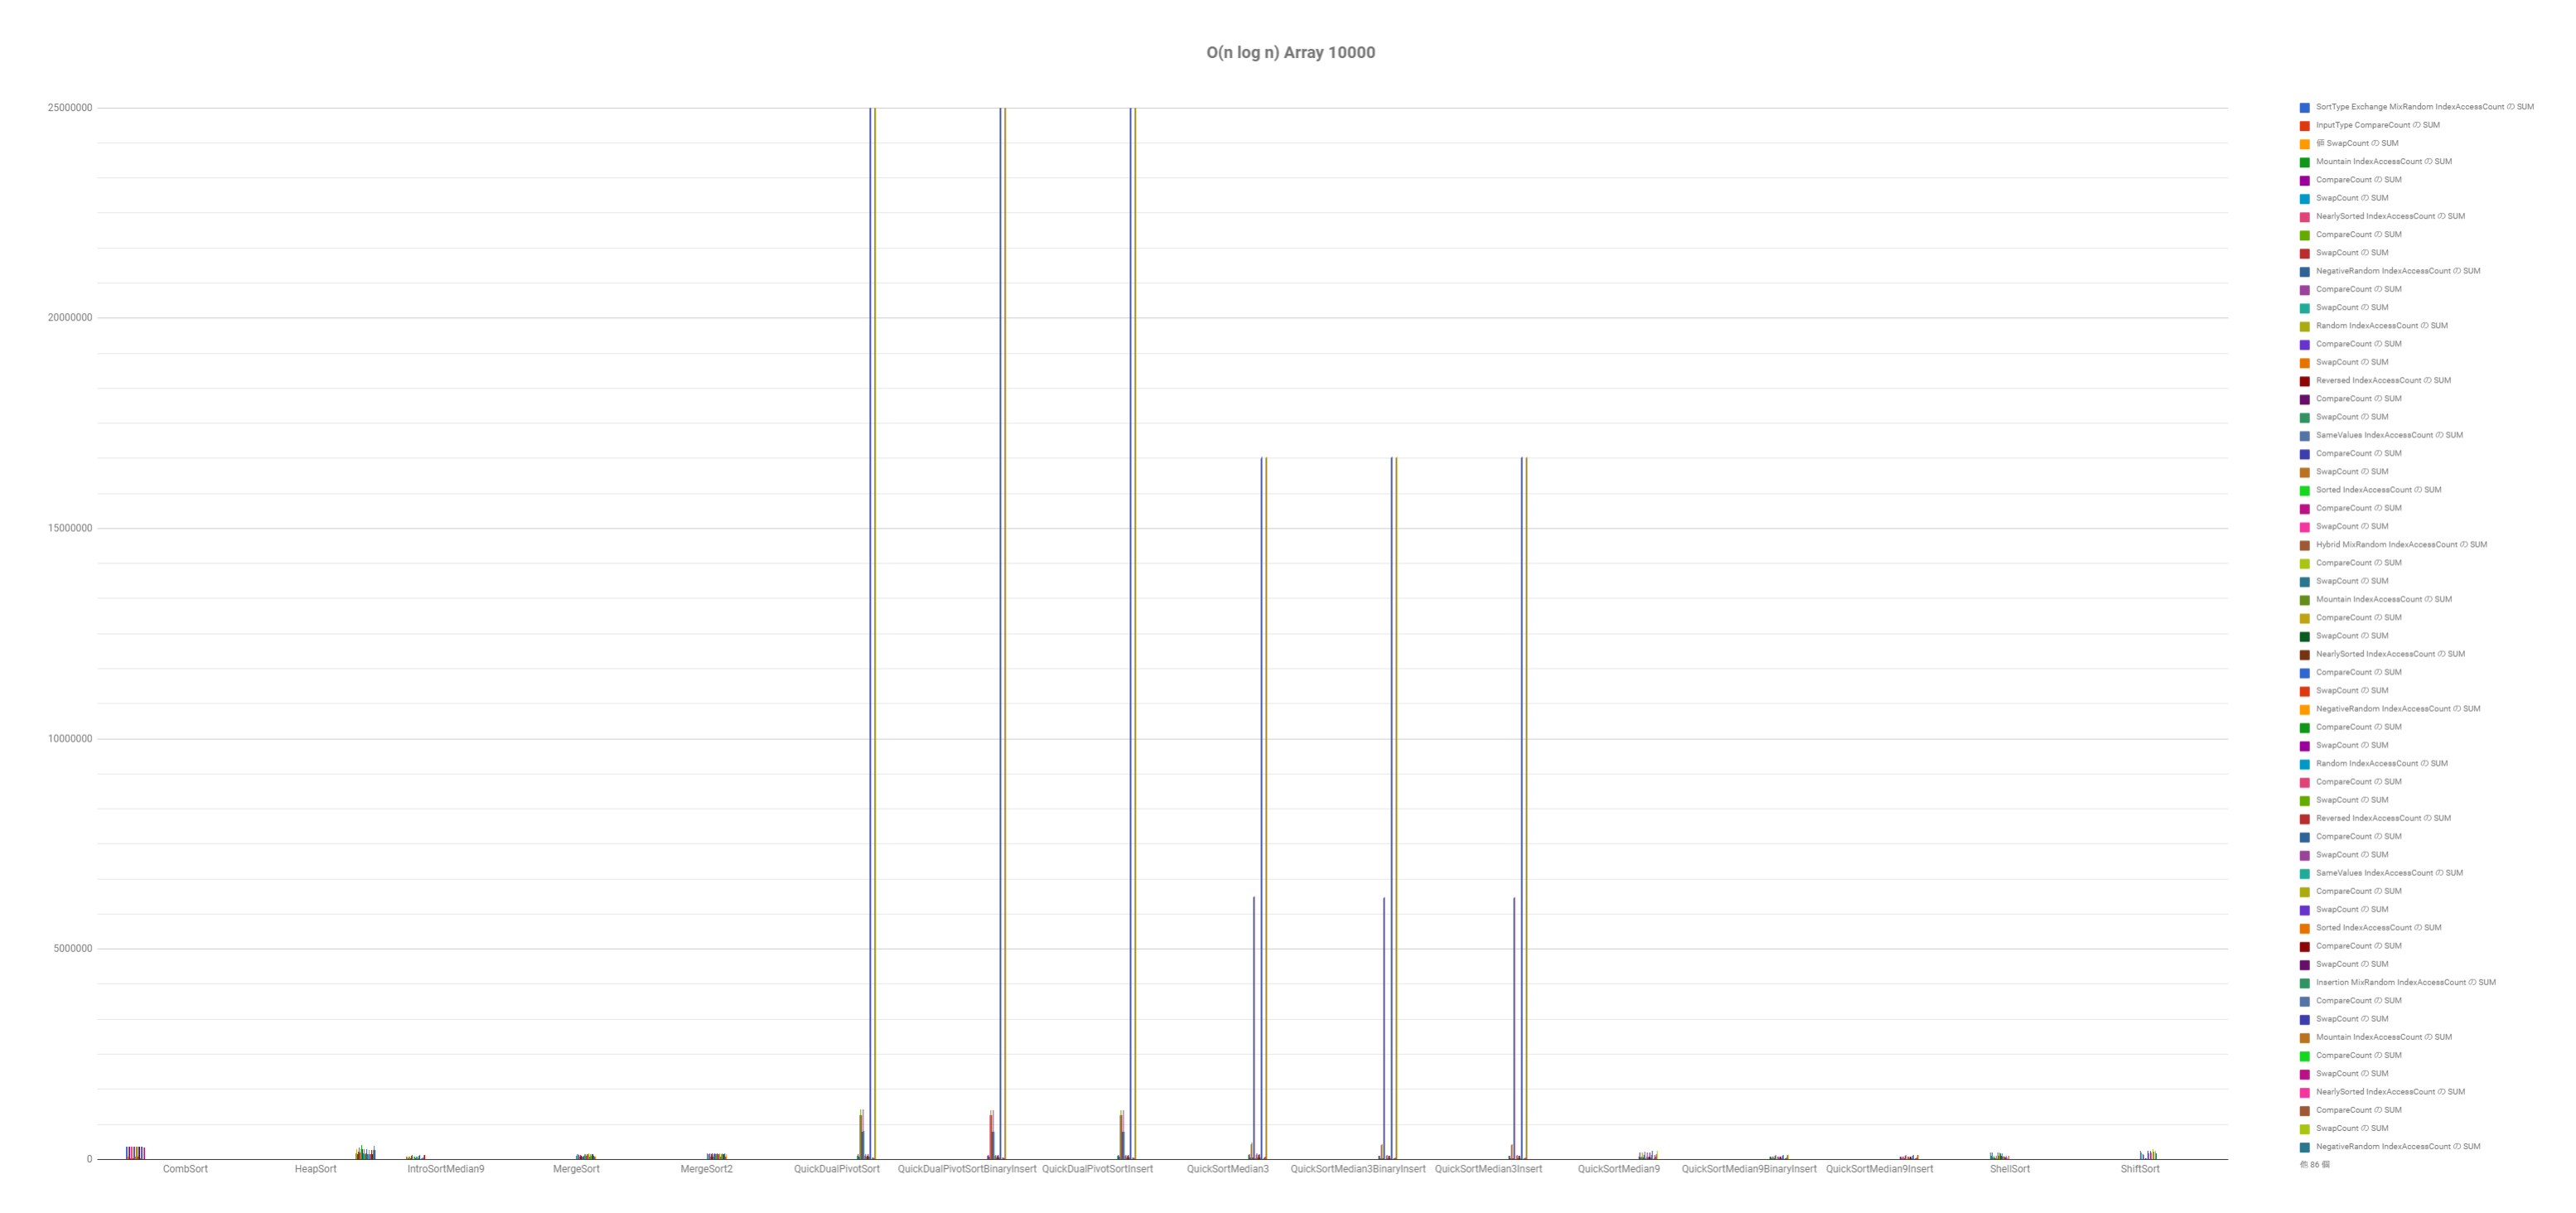 O(n log n) Array 10000
25000000
20000000
15000000
10000000
5000000
0
CombSort
HeapSort
IntroSortMedian9
MergeSort
MergeSort2
QuickDualPivotSort
QuickDualPivotSortBinaryInsert
QuickDualPivotSortInsert
QuickSortMedian3
QuickSortMedian3BinaryInsert
QuickSortMedian3Insert
QuickSortMedian9
QuickSortMedian9BinaryInsert
QuickSortMedian9Insert
ShellSort
ShiftSort
SortType Exchange MixRandom IndexAccessCount の SUM
InputType CompareCount の SUM
値 SwapCount の SUM
Mountain IndexAccessCount の SUM
CompareCount の SUM
SwapCount の SUM
NearlySorted IndexAccessCount の SUM
CompareCount の SUM
SwapCount の SUM
NegativeRandom IndexAccessCount の SUM
CompareCount の SUM
SwapCount の SUM
Random IndexAccessCount の SUM
CompareCount の SUM
SwapCount の SUM
Reversed IndexAccessCount の SUM
CompareCount の SUM
SwapCount の SUM
SameValues IndexAccessCount の SUM
CompareCount の SUM
SwapCount の SUM
Sorted IndexAccessCount の SUM
CompareCount の SUM
SwapCount の SUM
Hybrid MixRandom IndexAccessCount の SUM
CompareCount の SUM
SwapCount の SUM
Mountain IndexAccessCount の SUM
CompareCount の SUM
SwapCount の SUM
NearlySorted IndexAccessCount の SUM
CompareCount の SUM
SwapCount の SUM
NegativeRandom IndexAccessCount の SUM
CompareCount の SUM
SwapCount の SUM
Random IndexAccessCount の SUM
CompareCount の SUM
SwapCount の SUM
Reversed IndexAccessCount の SUM
CompareCount の SUM
SwapCount の SUM
SameValues IndexAccessCount の SUM
CompareCount の SUM
SwapCount の SUM
Sorted IndexAccessCount の SUM
CompareCount の SUM
SwapCount の SUM
Insertion MixRandom IndexAccessCount の SUM
CompareCount の SUM
SwapCount の SUM
Mountain IndexAccessCount の SUM
CompareCount の SUM
SwapCount の SUM
NearlySorted IndexAccessCount の SUM
CompareCount の SUM
SwapCount の SUM
NegativeRandom IndexAccessCount の SUM
他 86 個